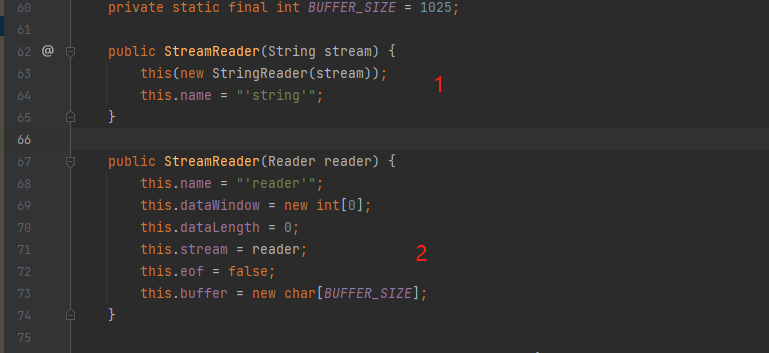 60 private static final int BUFFER_SIZE = 1025;
61
62 @ public StreamReader(String stream) {
63 this(new StringReader(stream));
64 this.name = "'string'";
1
65 }
66
67 public StreamReader(Reader reader) {
68 this.name = "'reader'";
69 this.dataWindow = new int[0];
70 this.dataLength = 0;
71 this.stream = reader;
2
72 this.eof = false;
73 this.buffer = new char[BUFFER_SIZE];
74 }
75